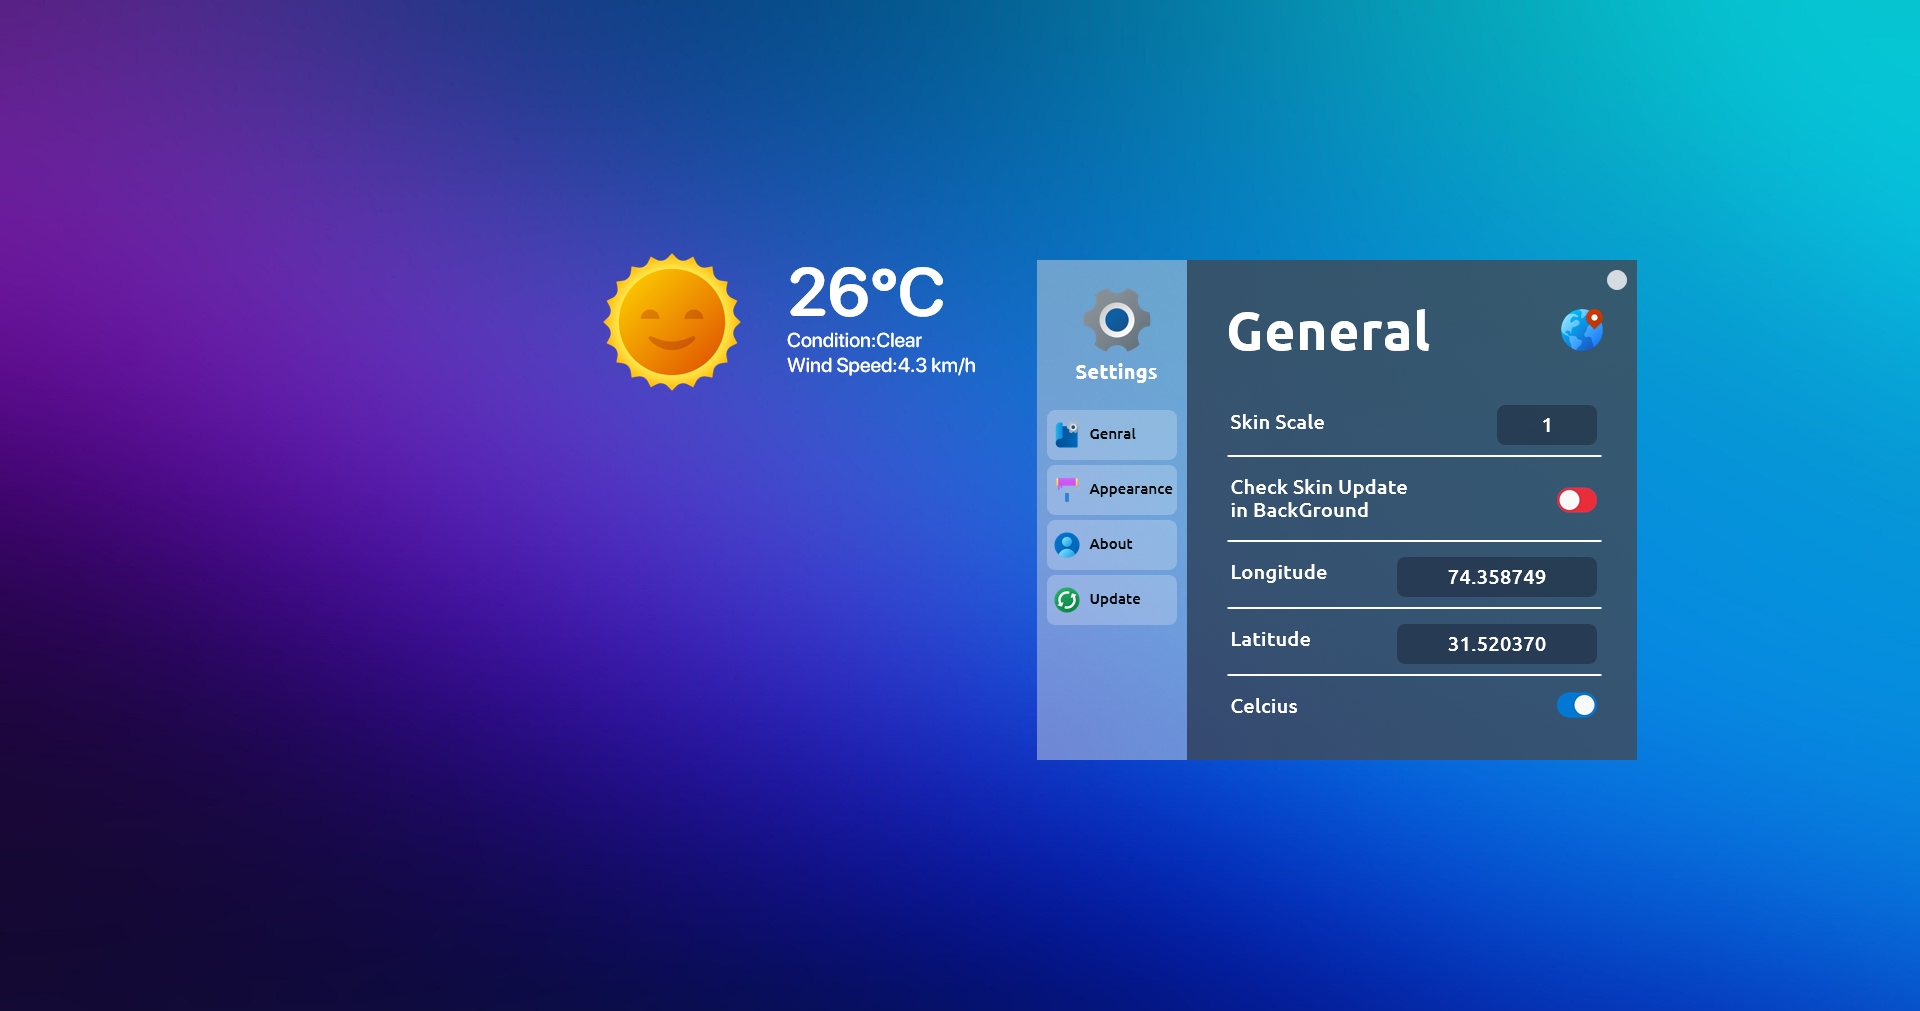 26°C
Condition:Clear
Wind Speed:4.3 km/h
Settings
Genral
Appearance
About
Update
General
Skin Scale
1
Check Skin Update
in BackGround
Longitude
74.358749
Latitude
31.520370
Celcius